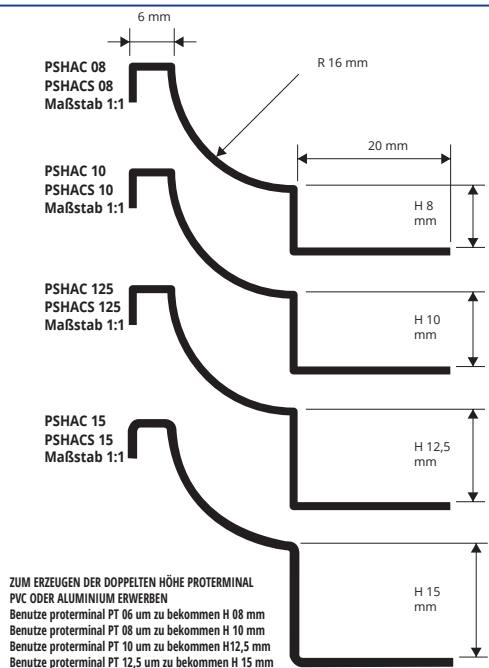 6 mm
PSHAC 08
PSHACS 08
Maßstab 1:1
R 16 mm
20 mm
H 8
mm
PSHAC 10
PSHACS 10
Maßstab 1:1
H 10
mm
PSHAC 125
PSHACS 125
Maßstab 1:1
H 12,5
mm
PSHAC 15
PSHACS 15
Maßstab 1:1
H 15
mm
ZUM ERZEUGEN DER DOPPELTEN HÖHE PROTERMINAL
PVC ODER ALUMINIUM ERWERBEN
Benutze proterminal PT 06 um zu bekommen H 08 mm
Benutze proterminal PT 08 um zu bekommen H 10 mm
Benutze proterminal PT 10 um zu bekommen H12,5 mm
Benutze proterminal PT 12,5 um zu bekommen H 15 mm